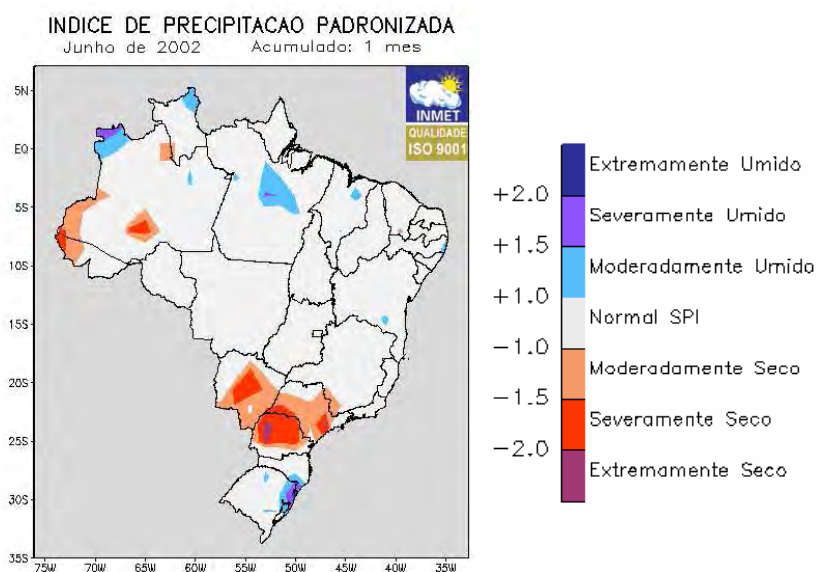 INDICE DE PRECIPITACAO PADRONIZADA
Junho de 2002 Acumulado: 1 mes
INMET
QUALIDADE
ISO 9001
5N
EQ
5S
10S
15S
20S
25S
30S
35S
75W 70W 65W 60W 55W 50W 45W 40W 35W
Extremamente Umido
+2.0
Severamente Umido
+1.5
Moderadamente Umido
+1.0
Normal SPI
-1.0
Moderadamente Seco
-1.5
Severamente Seco
-2.0
Extremamente Seco